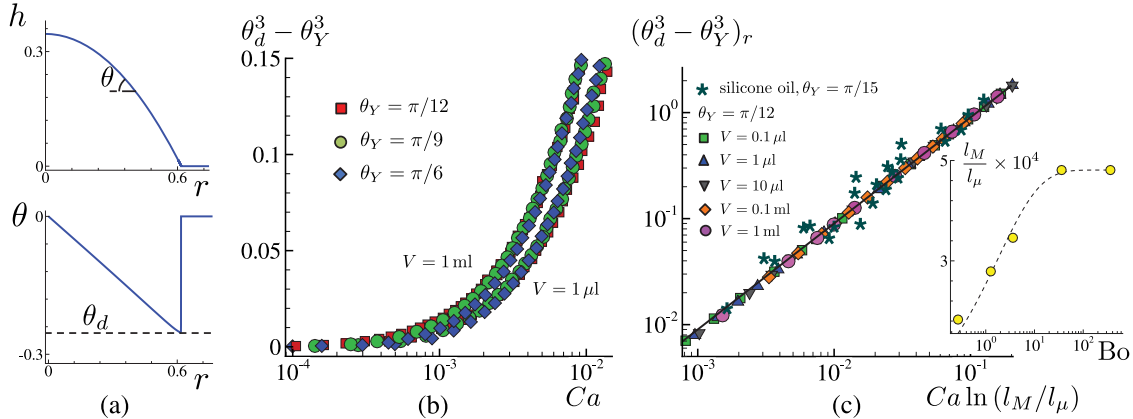 h
0.3
θ
0
0
0.6
r
θ
0
θ_d
-0.3
0
0.6
r
(a)
θ_d^3 − θ_Y^3
0.15
0.1
0.05
0
θ_Y = π/12
θ_Y = π/9
θ_Y = π/6
V = 1 ml
V = 1 μl
10^-4
10^-3
10^-2
Ca
(b)
(θ_d^3 − θ_Y^3)_r
10^0
10^-1
10^-2
silicone oil, θ_Y = π/15
θ_Y = π/12
V = 0.1 μl
V = 1 μl
V = 10 μl
V = 0.1 ml
V = 1 ml
5
l_M/l_μ × 10^4
3
10^0
10^2
Bo
10^-3
10^-2
10^-1
Ca ln (l_M/l_μ)
(c)